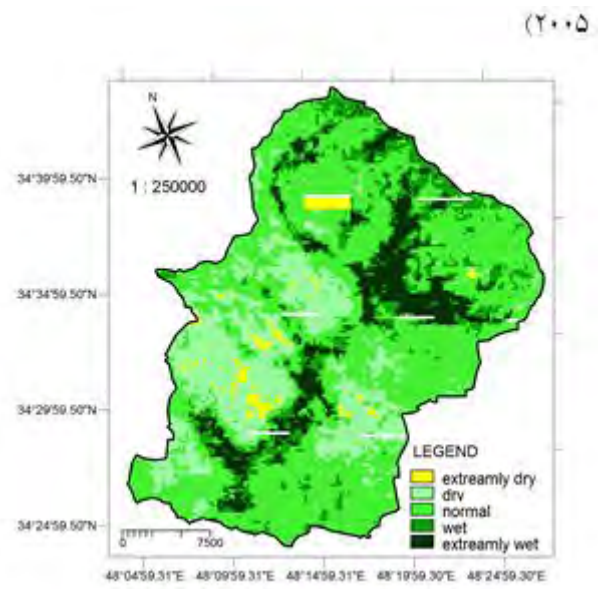 ۲۰۰۵)
N
1 : 250000
34°39'59.50"N
34°34'59.50"N
34°29'59.50"N
34°24'59.50"N
LEGEND
extreamly dry
dry
normal
wet
extreamly wet
0 7500
48°04'59.31"E 48°09'59.31"E 48°14'59.31"E 48°19'59.30"E 48°24'59.30"E